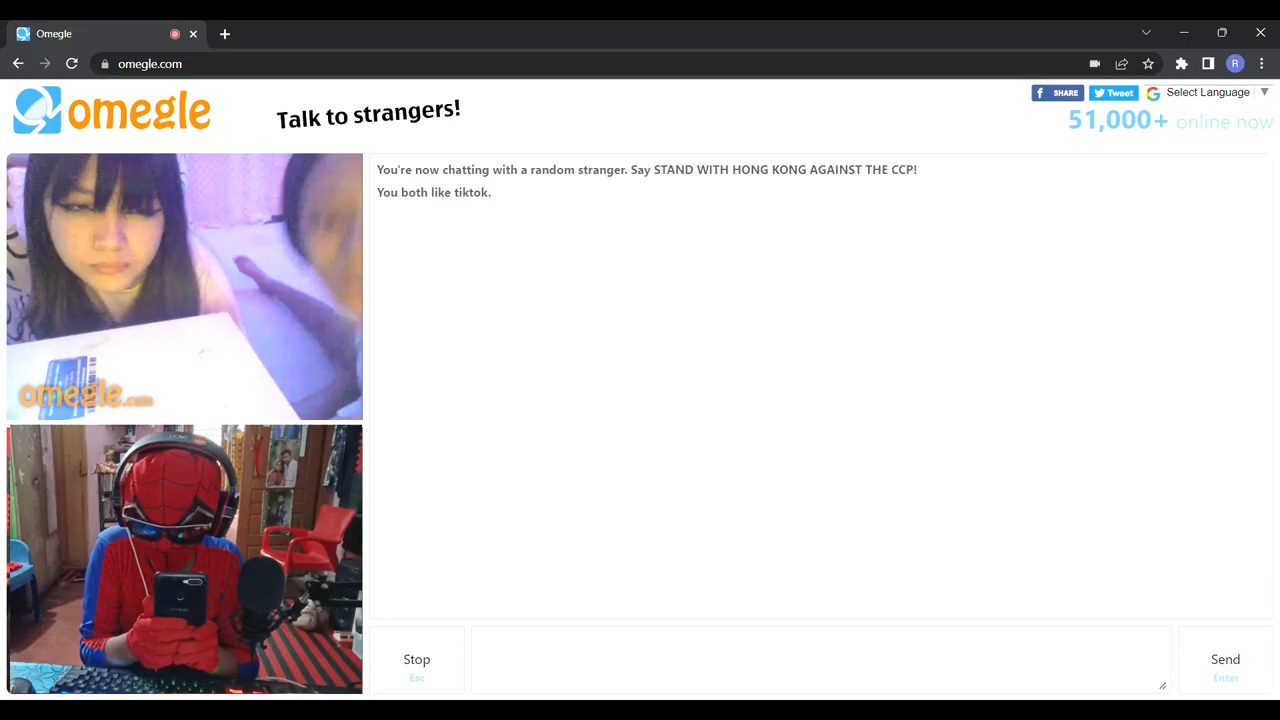 Omegle
omegle.com
R
omegle
Talk to strangers!
SHARE
Tweet
Select Language
51,000+ online now
You're now chatting with a random stranger. Say STAND WITH HONG KONG AGAINST THE CCP!
You both like tiktok.
omegle.com
Stop
Esc
Send
Enter